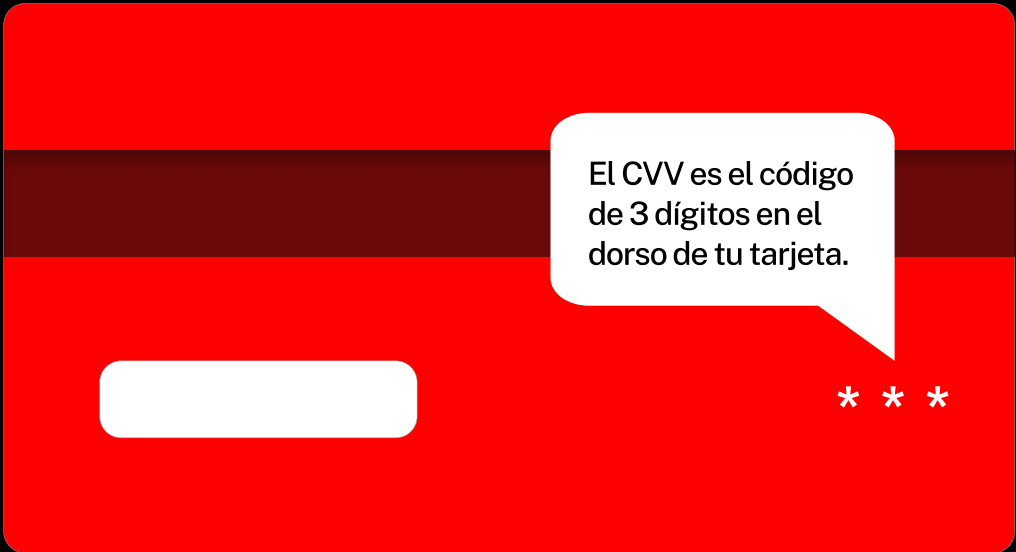 El CVV es el código
de 3 dígitos en el
dorso de tu tarjeta.
* * *